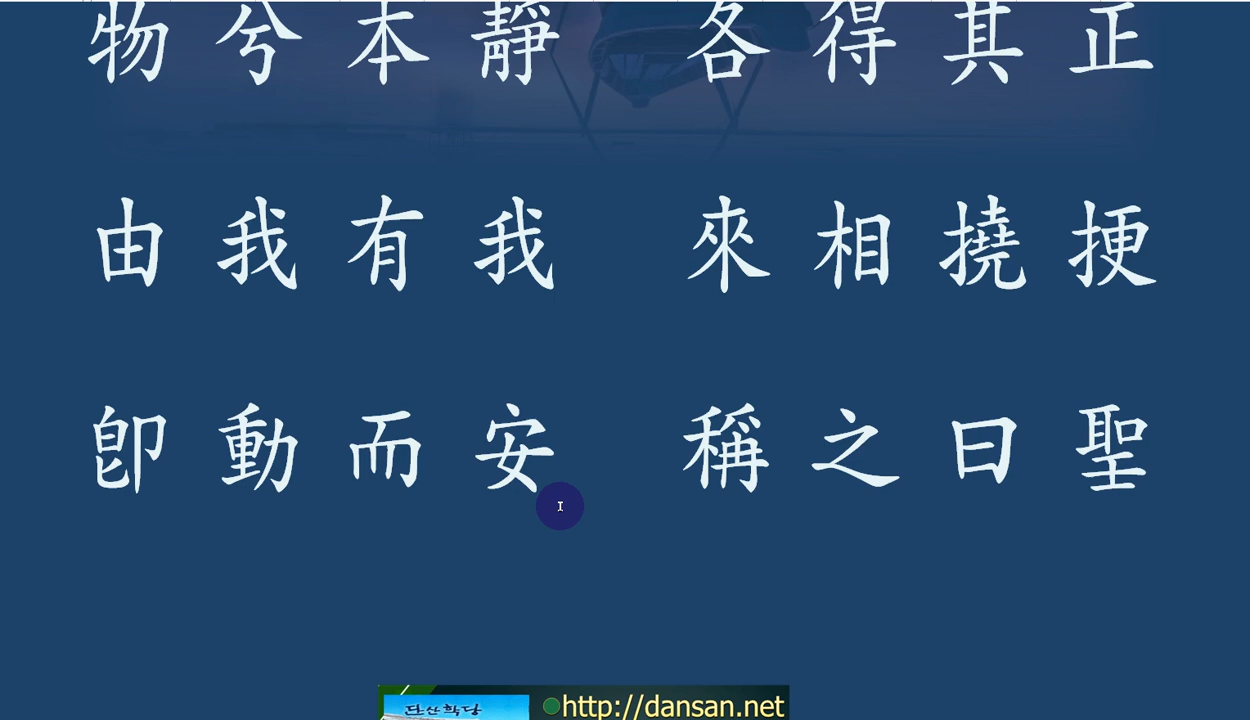 物兮本靜 各得其正
由我有我 來相撓挭
卽動而安 稱之曰聖
단산학당
http://dansan.net